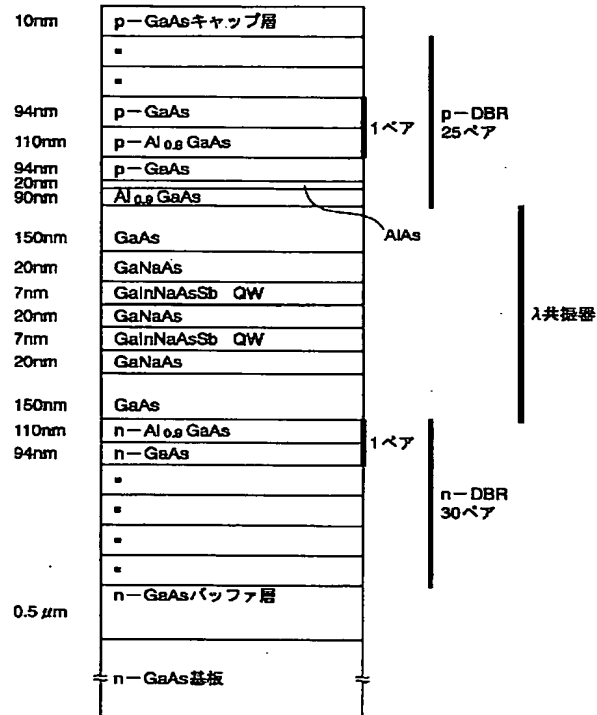 10nm p－GaAsキャップ層
94nm p－GaAs
110nm p－Al0.8GaAs
1ペア
p－DBR
25ペア
94nm p－GaAs
20nm
AlAs
90nm Al0.9GaAs
150nm GaAs
20nm GaNaAs
7nm GaInNaAsSb QW
20nm GaNaAs
7nm GaInNaAsSb QW
20nm GaNaAs
λ共振器
150nm GaAs
110nm n－Al0.9GaAs
94nm n－GaAs
1ペア
n－DBR
30ペア
n－GaAsバッファ層
0.5μm
n－GaAs基板